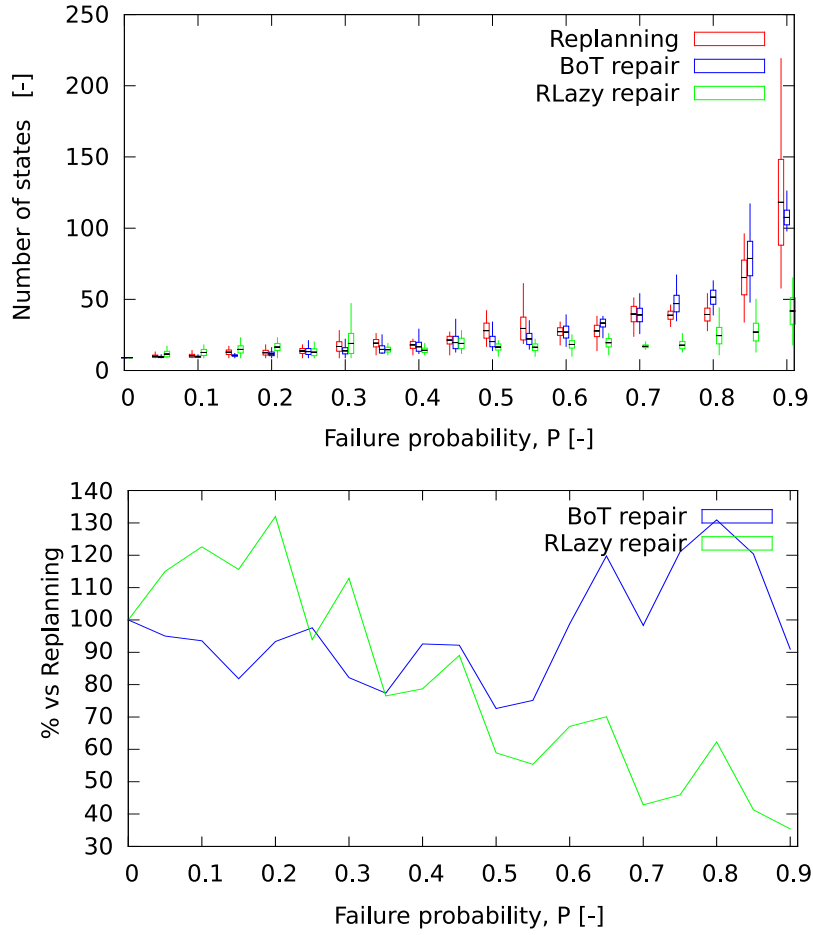 250
200
150
100
50
0
Number of states [-]
Replanning
BoT repair
RLazy repair
0 0.1 0.2 0.3 0.4 0.5 0.6 0.7 0.8 0.9
Failure probability, P [-]
140
130
120
110
100
90
80
70
60
50
40
30
% vs Replanning
BoT repair
RLazy repair
0 0.1 0.2 0.3 0.4 0.5 0.6 0.7 0.8 0.9
Failure probability, P [-]